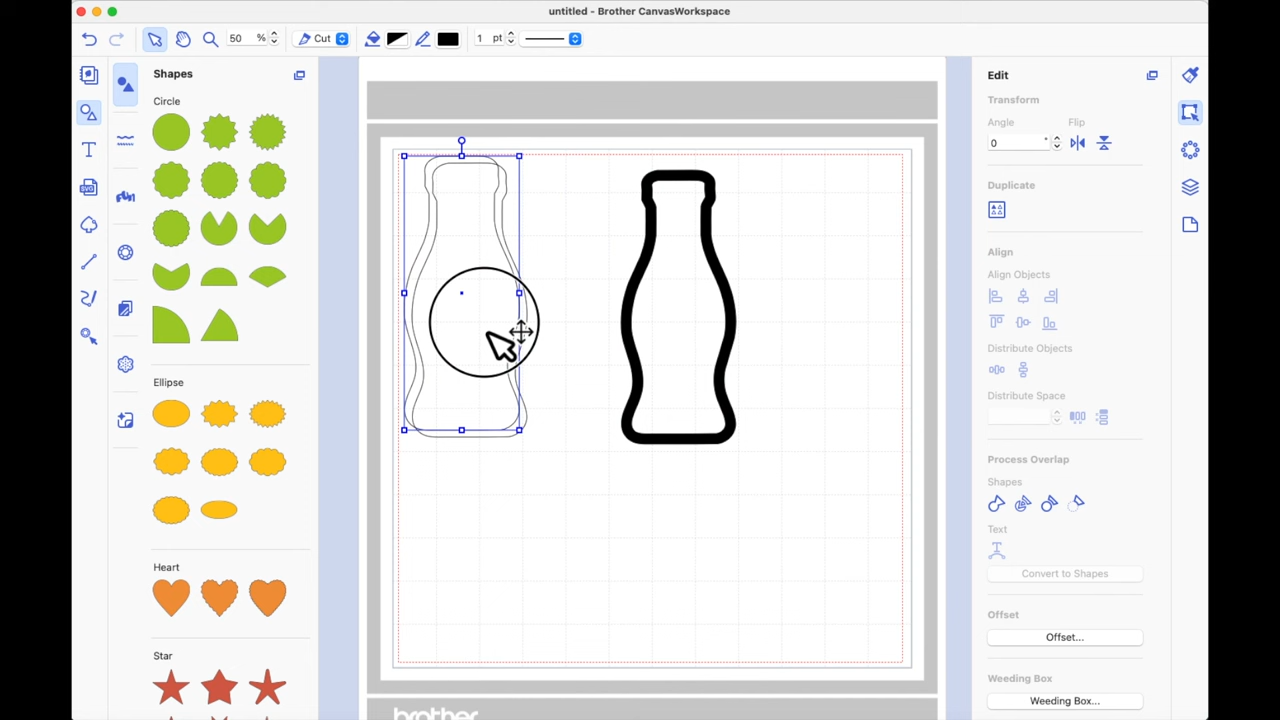 untitled - Brother CanvasWorkspace
50 %
Cut
1 pt
Shapes
Circle
Ellipse
Heart
Star
T
SVG
brother
Edit
Transform
Angle
Flip
0 °
Duplicate
Align
Align Objects
Distribute Objects
Distribute Space
Process Overlap
Shapes
Text
Convert to Shapes
Offset
Offset...
Weeding Box
Weeding Box...